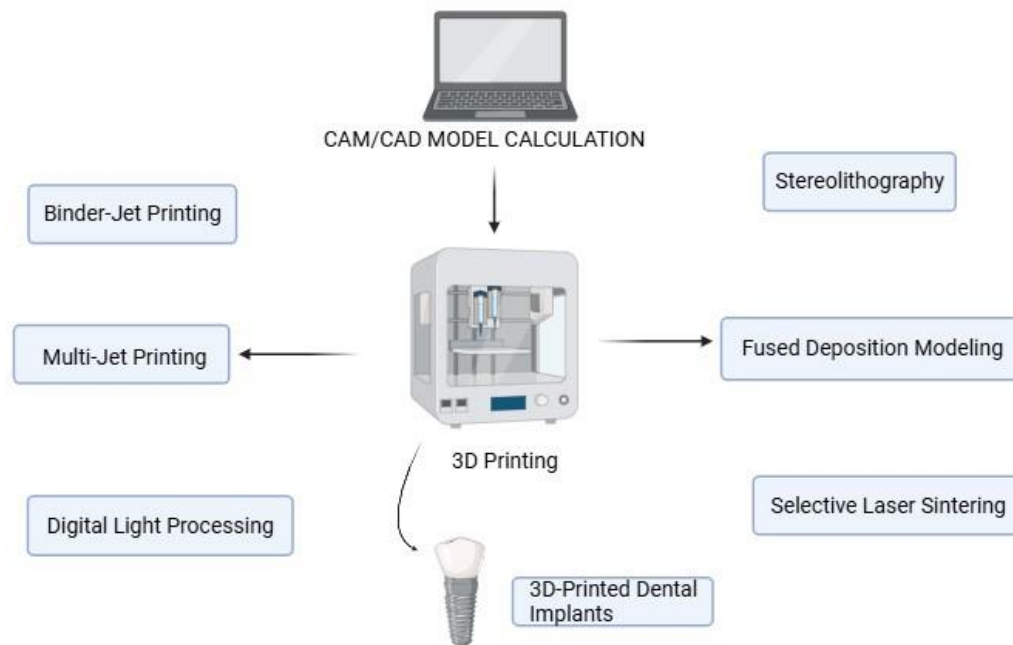 CAM/CAD MODEL CALCULATION
Stereolithography
Binder-Jet Printing
Multi-Jet Printing
Fused Deposition Modeling
3D Printing
Digital Light Processing
Selective Laser Sintering
3D-Printed Dental
Implants